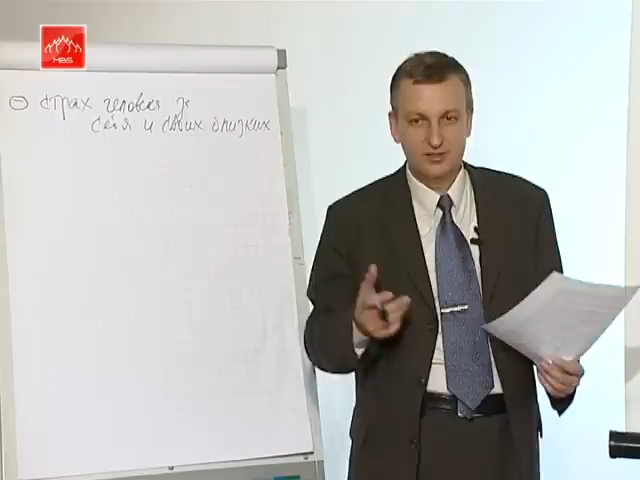 MBS
⊖ страх человека за
себя и своих близких